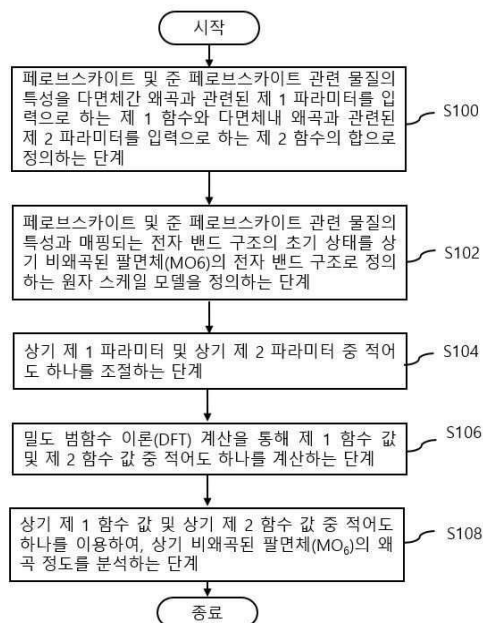 시작
페로브스카이트 및 준 페로브스카이트 관련 물질의
특성을 다면체간 왜곡과 관련된 제 1 파라미터를 입
력으로 하는 제 1 함수와 다면체내 왜곡과 관련된
제 2 파라미터를 입력으로 하는 제 2 함수의 합으로
정의하는 단계
S100
페로브스카이트 및 준 페로브스카이트 관련 물질의
특성과 매핑되는 전자 밴드 구조의 초기 상태를 상
기 비왜곡된 팔면체(MO6)의 전자 밴드 구조로 정의
하는 원자 스케일 모델을 정의하는 단계
S102
상기 제 1 파라미터 및 상기 제 2 파라미터 중 적어
도 하나를 조절하는 단계
S104
밀도 범함수 이론(DFT) 계산을 통해 제 1 함수 값
및 제 2 함수 값 중 적어도 하나를 계산하는 단계
S106
상기 제 1 함수 값 및 상기 제 2 함수 값 중 적어도
하나를 이용하여, 상기 비왜곡된 팔면체(MO₆)의 왜
곡 정도를 분석하는 단계
S108
종료